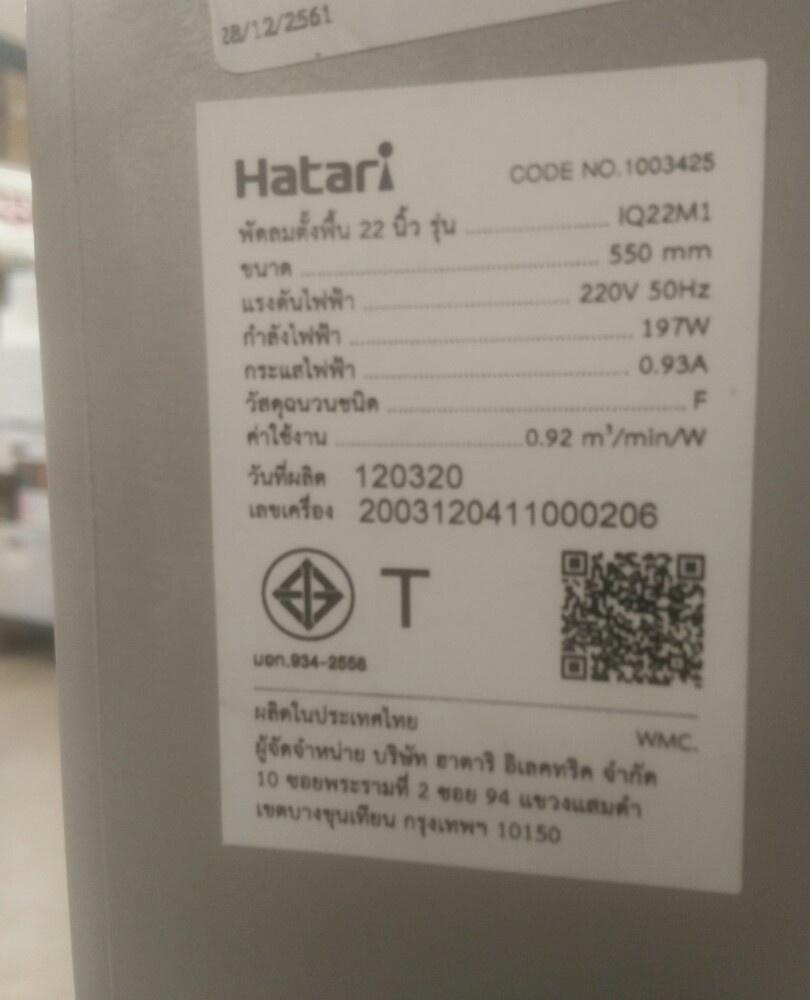 28/12/2561
Hatari CODE NO.1003425
พัดลมตั้งพื้น 22 นิ้ว รุ่น IQ22M1
ขนาด 550 mm
แรงดันไฟฟ้า 220V 50Hz
กำลังไฟฟ้า 197W
กระแสไฟฟ้า 0.93A
วัสดุฉนวนชนิด F
ค่าใช้งาน 0.92 m³/min/W
วันที่ผลิต 120320
เลขเครื่อง 2003120411000206
T
มอก.934-2558
ผลิตในประเทศไทย WMC.
ผู้จัดจำหน่าย บริษัท ฮาตาริ อิเลคทริค จำกัด
10 ซอยพระรามที่ 2 ซอย 94 แขวงแสมดำ
เขตบางขุนเทียน กรุงเทพฯ 10150